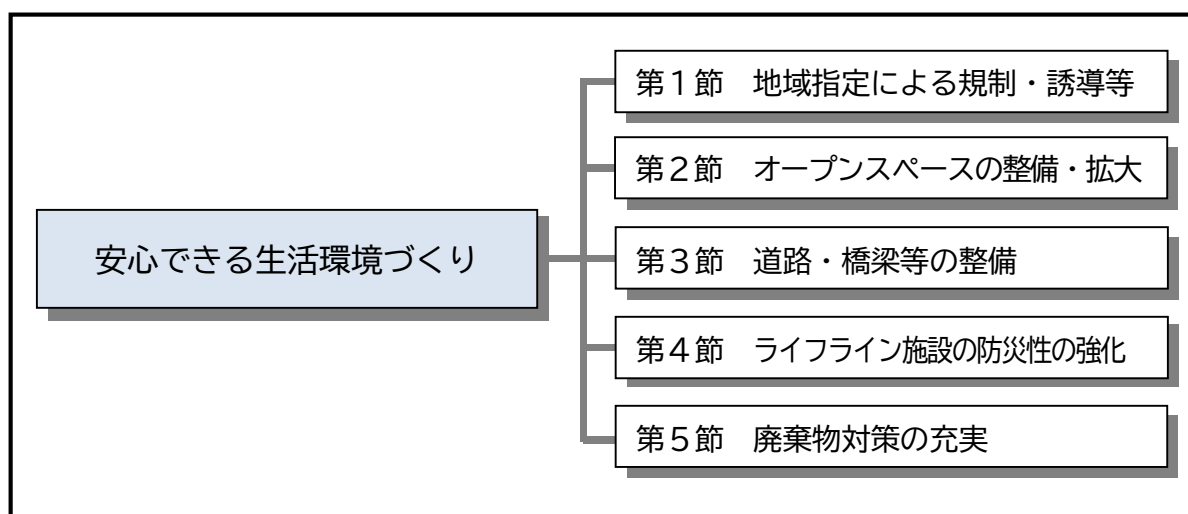 安心できる生活環境づくり
第1節　地域指定による規制・誘導等
第2節　オープンスペースの整備・拡大
第3節　道路・橋梁等の整備
第4節　ライフライン施設の防災性の強化
第5節　廃棄物対策の充実